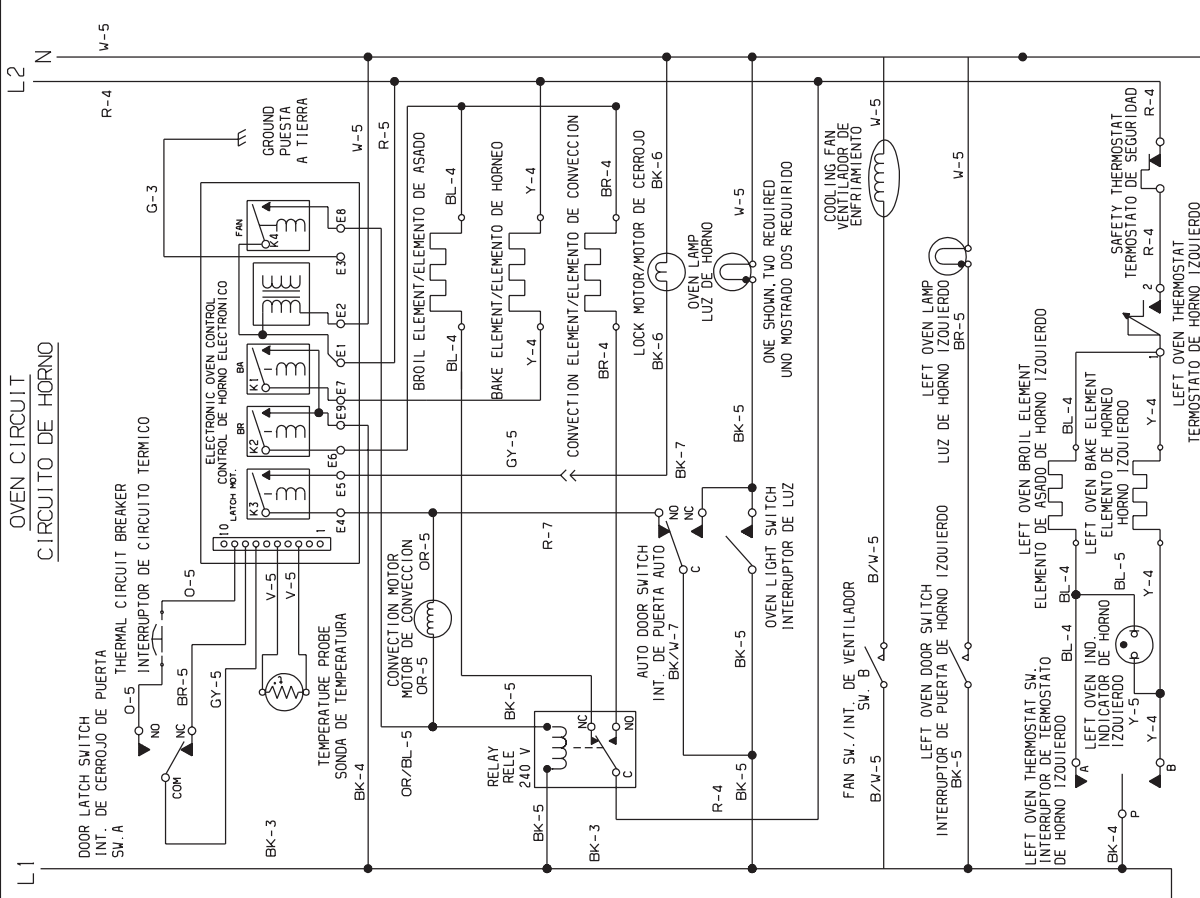 OVEN CIRCUIT
CIRCUITO DE HORNO
L2
N
W-5
R-4
L1
G-3
GROUND
PUESTA
A TIERRA
W-5
R-5
ELECTRONIC OVEN CONTROL
CONTROL DE HORNO ELECTRONICO
LATCH MOT.
K3
BR
K2
BA
K1
FAN
K4
10
1
E4
E5
E6
E9
E7
E1
E2
E3
E8
DOOR LATCH SWITCH
INT. DE CERROJO DE PUERTA
SW.A
THERMAL CIRCUIT BREAKER
INTERRUPTOR DE CIRCUITO TERMICO
O-5
O-5
NO
NC
COM
BR-5
GY-5
V-5
V-5
TEMPERATURE PROBE
SONDA DE TEMPERATURA
BK-3
BK-4
BROIL ELEMENT/ELEMENTO DE ASADO
BL-4
BL-4
BAKE ELEMENT/ELEMENTO DE HORNEO
Y-4
Y-4
CONVECTION ELEMENT/ELEMENTO DE CONVECCION
BR-4
BR-4
CONVECTION MOTOR
MOTOR DE CONVECCION
OR-5
OR-5
OR/BL-5
GY-5
R-7
RELAY
RELE
240 V
BK-5
BK-5
NC
NO
C
BK-3
R-4
LOCK MOTOR/MOTOR DE CERROJO
BK-6
BK-6
BK-7
OVEN LAMP
LUZ DE HORNO
W-5
BK-5
ONE SHOWN,TWO REQUIRED
UNO MOSTRADO DOS REQUIRIDO
AUTO DOOR SWITCH
INT. DE PUERTA AUTO
BK/W-7
NO
NC
C
OVEN LIGHT SWITCH
INTERRUPTOR DE LUZ
BK-5
BK-5
COOLING FAN
VENTILADOR DE
ENFRIAMIENTO
W-5
B/W-5
FAN SW./INT. DE VENTILADOR
SW. B
B/W-5
LEFT OVEN LAMP
LUZ DE HORNO IZQUIERDO
W-5
BR-5
LEFT OVEN DOOR SWITCH
INTERRUPTOR DE PUERTA DE HORNO IZQUIERDO
BK-5
LEFT OVEN BROIL ELEMENT
ELEMENTO DE ASADO DE HORNO IZQUIERDO
BL-4
BL-4
BL-4
LEFT OVEN BAKE ELEMENT
ELEMENTO DE HORNEO
HORNO IZQUIERDO
BL-5
Y-4
Y-4
Y-4
Y-5
LEFT OVEN IND.
INDICATOR DE HORNO
IZQUIERDO
LEFT OVEN THERMOSTAT SW.
INTERRUPTOR DE TERMOSTATO
DE HORNO IZQUIERDO
A
B
P
BK-4
SAFETY THERMOSTAT
TERMOSTATO DE SEGURIDAD
R-4
R-4
1
2
LEFT OVEN THERMOSTAT
TERMOSTATO DE HORNO IZQUIERDO